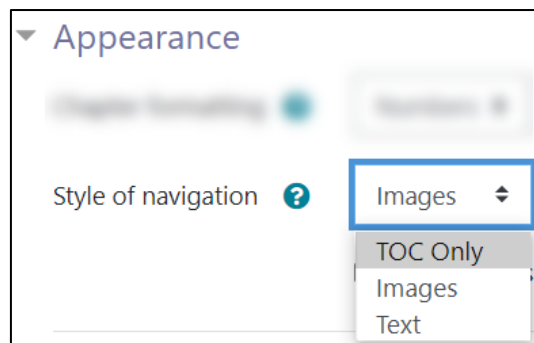 Appearance
Style of navigation ? Images
TOC Only
Images
Text